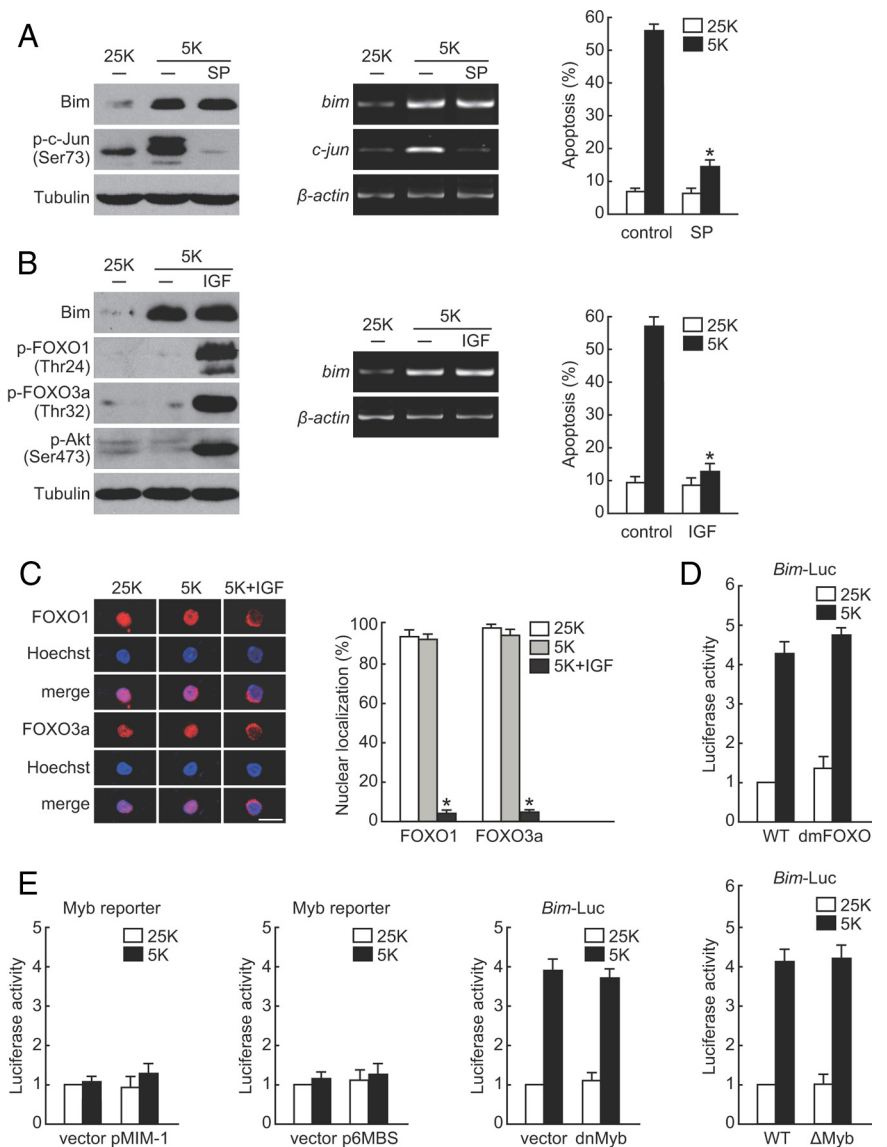 A
25K
5K
—
—
SP
Bim
p-c-Jun
(Ser73)
Tubulin
25K
5K
—
—
SP
bim
c-jun
β-actin
Apoptosis (%)
60
50
40
30
20
10
0
25K
5K
*
control
SP
B
25K
5K
—
—
IGF
Bim
p-FOXO1
(Thr24)
p-FOXO3a
(Thr32)
p-Akt
(Ser473)
Tubulin
25K
5K
—
—
IGF
bim
β-actin
Apoptosis (%)
60
50
40
30
20
10
0
25K
5K
*
control
IGF
C
25K
5K
5K+IGF
FOXO1
Hoechst
merge
FOXO3a
Hoechst
merge
Nuclear localization (%)
100
80
60
40
20
0
25K
5K
5K+IGF
*
*
FOXO1
FOXO3a
D
Bim-Luc
Luciferase activity
6
5
4
3
2
1
0
25K
5K
WT dmFOXO
E
Myb reporter
Luciferase activity
5
4
3
2
1
0
25K
5K
vector pMIM-1
Myb reporter
Luciferase activity
5
4
3
2
1
0
25K
5K
vector p6MBS
Bim-Luc
Luciferase activity
5
4
3
2
1
0
25K
5K
vector dnMyb
Bim-Luc
Luciferase activity
5
4
3
2
1
0
25K
5K
WT ΔMyb